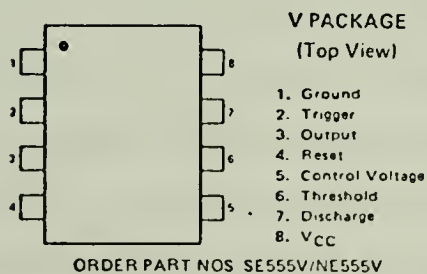 V PACKAGE
(Top View)
1 8
2 7
3 6
4 5
1. Ground
2. Trigger
3. Output
4. Reset
5. Control Voltage
6. Threshold
7. Discharge
8. VCC
ORDER PART NOS SE555V/NE555V